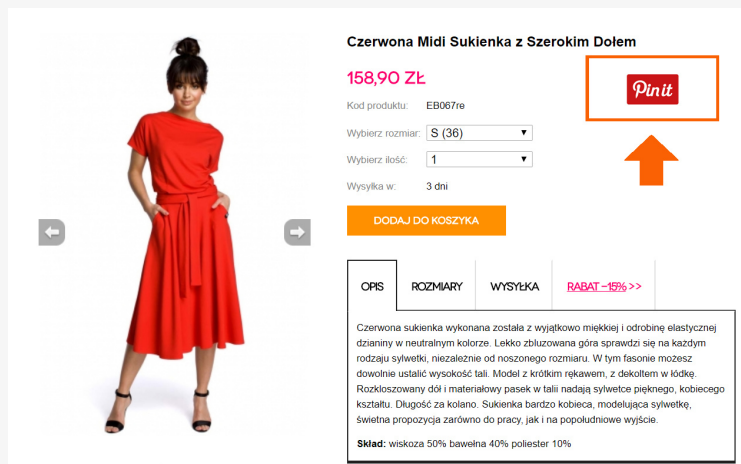 Czerwona Midi Sukienka z Szerokim Dołem
158,90 ZŁ
Pin it
Kod produktu: EB067re
Wybierz rozmiar: S (36)
Wybierz ilość: 1
Wysyłka w: 3 dni
DODAJ DO KOSZYKA
OPIS ROZMIARY WYSYŁKA RABAT -15% >>
Czerwona sukienka wykonana została z wyjątkowo miękkiej i odrobinę elastycznej
dzianiny w neutralnym kolorze. Lekko zbluzowana góra sprawdzi się na każdym
rodzaju sylwetki, niezależnie od noszonego rozmiaru. W tym fasonie możesz
dowolnie ustalić wysokość tali. Model z krótkim rękawem, z dekoltem w łódkę.
Rozkloszowany dół i materiałowy pasek w talii nadają sylwetce pięknego, kobiecego
kształtu. Długość za kolano. Sukienka bardzo kobieca, modelująca sylwetkę,
świetna propozycja zarówno do pracy, jak i na popołudniowe wyjście.
Skład: wiskoza 50% bawełna 40% poliester 10%